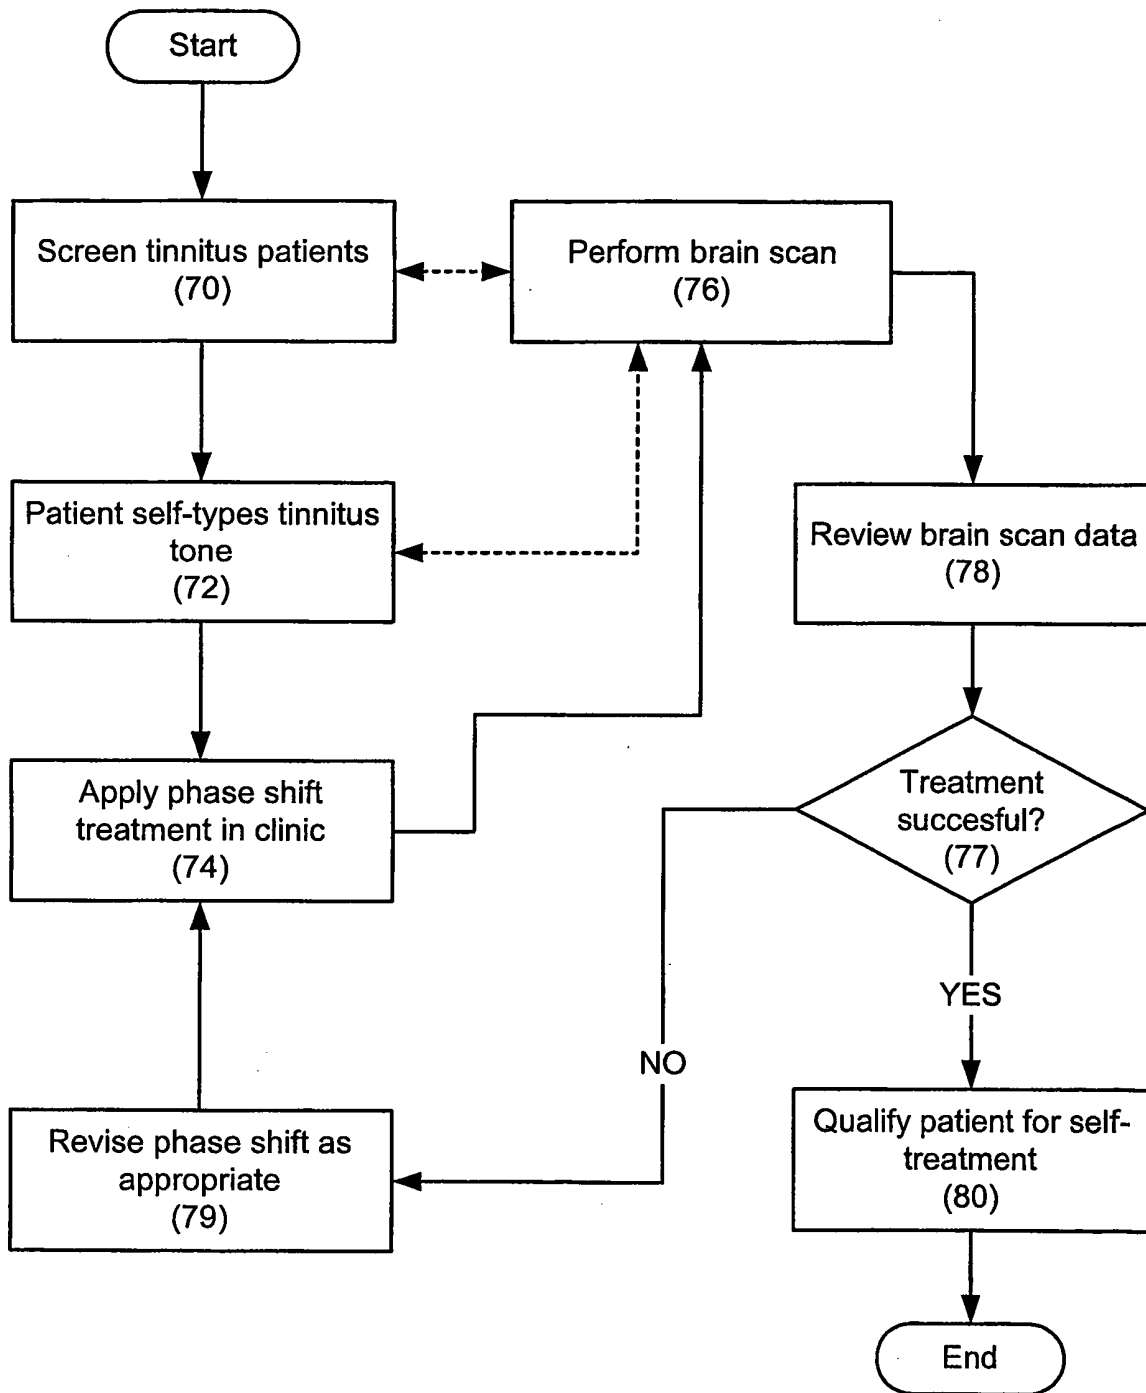 Start
Screen tinnitus patients
(70)
Perform brain scan
(76)
Patient self-types tinnitus
tone
(72)
Review brain scan data
(78)
Apply phase shift
treatment in clinic
(74)
Treatment
succesful?
(77)
YES
NO
Revise phase shift as
appropriate
(79)
Qualify patient for self-
treatment
(80)
End